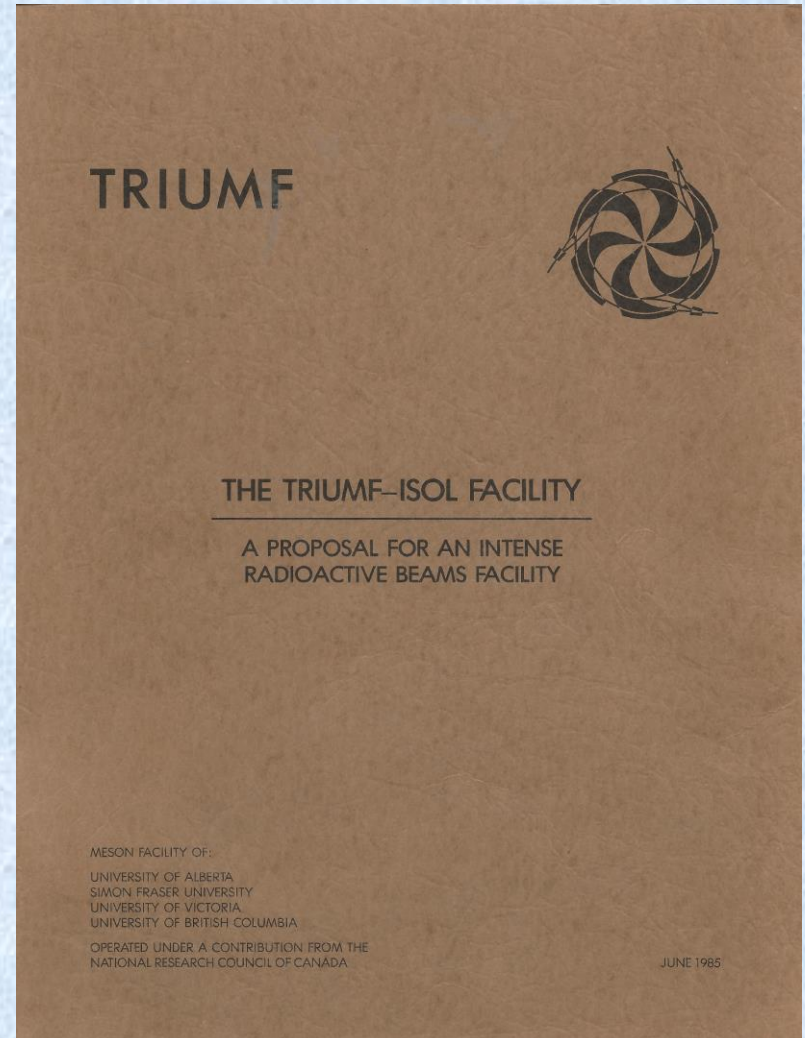 TRIUMF
THE TRIUMF–ISOL FACILITY
A PROPOSAL FOR AN INTENSE
RADIOACTIVE BEAMS FACILITY
MESON FACILITY OF:
UNIVERSITY OF ALBERTA
SIMON FRASER UNIVERSITY
UNIVERSITY OF VICTORIA
UNIVERSITY OF BRITISH COLUMBIA
OPERATED UNDER A CONTRIBUTION FROM THE
NATIONAL RESEARCH COUNCIL OF CANADA
JUNE 1985